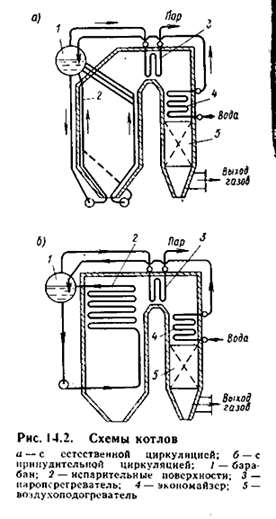 а)
1
Пар
3
2
4
Вода
5
Выход
газов
б)
1
2
Пар
3
4
Вода
5
Выход
газов
Рис. 14.2. Схемы котлов
а — с естественной циркуляцией; б — с
принудительной циркуляцией; 1 — бара-
бан; 2 — испарительные поверхности; 3 —
пароперегреватель; 4 — экономайзер; 5 —
воздухоподогреватель